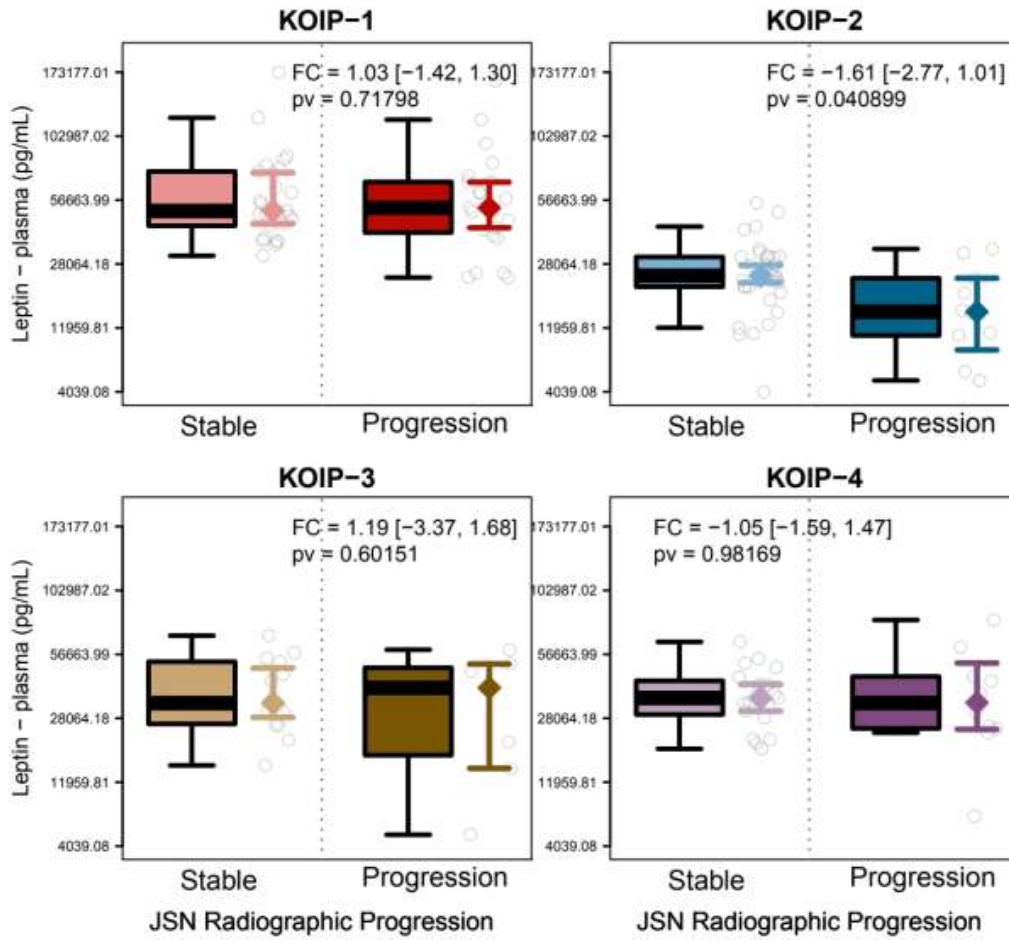 KOIP−1
KOIP−2
Leptin − plasma (pg/mL)
173177.01
102987.02
56663.99
28064.18
11959.81
4039.08
FC = 1.03 [−1.42, 1.30]
pv = 0.71798
Stable
Progression
173177.01
102987.02
56663.99
28064.18
11959.81
4039.08
FC = −1.61 [−2.77, 1.01]
pv = 0.040899
Stable
Progression
KOIP−3
KOIP−4
Leptin − plasma (pg/mL)
173177.01
102987.02
56663.99
28064.18
11959.81
4039.08
FC = 1.19 [−3.37, 1.68]
pv = 0.60151
Stable
Progression
JSN Radiographic Progression
173177.01
102987.02
56663.99
28064.18
11959.81
4039.08
FC = −1.05 [−1.59, 1.47]
pv = 0.98169
Stable
Progression
JSN Radiographic Progression